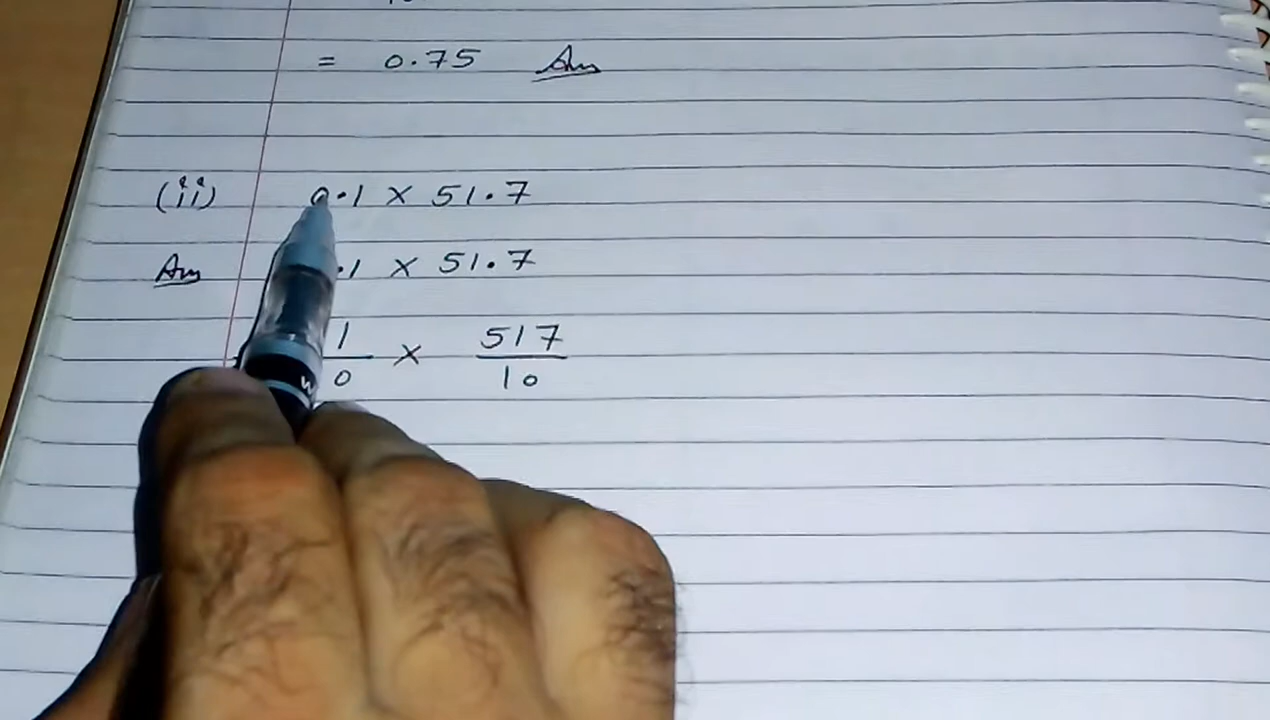 = 0.75 Ans
(ii) 0.1 × 51.7
Ans .1 × 51.7
1 × 517
0 10